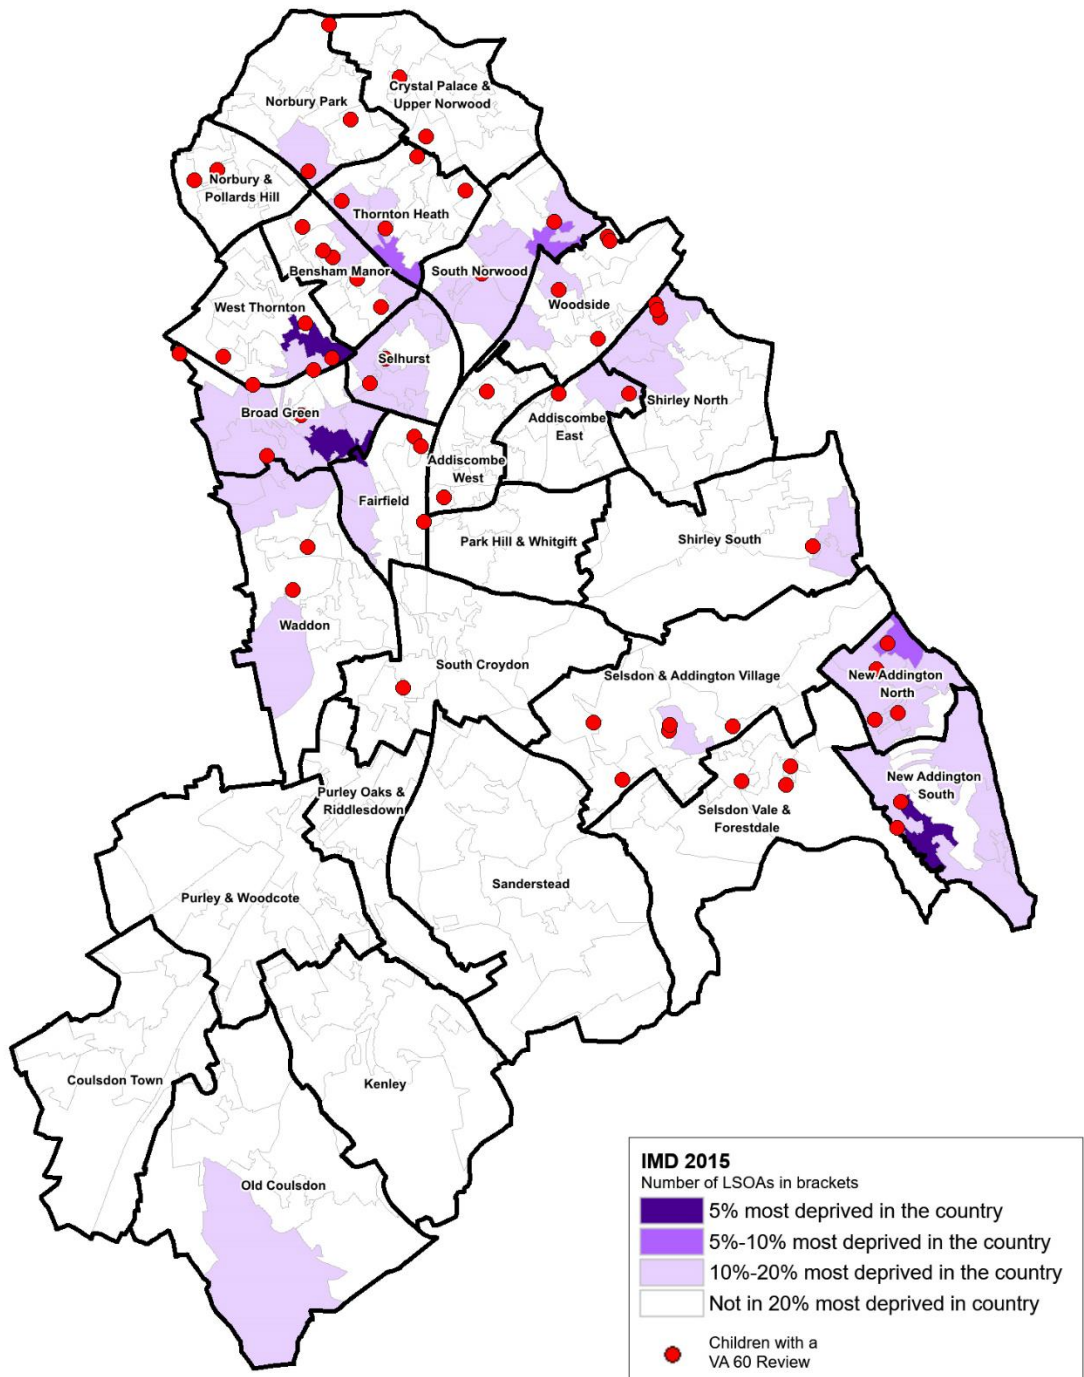 Crystal Palace &
Upper Norwood
Norbury Park
Norbury &
Pollards Hill
Thornton Heath
Bensham Manor
South Norwood
West Thornton
Woodside
Selhurst
Shirley North
Broad Green
Addiscombe
East
Addiscombe
West
Fairfield
Park Hill & Whitgift
Shirley South
Waddon
South Croydon
Selsdon & Addington Village
New Addington
North
New Addington
South
Purley Oaks &
Riddlesdown
Selsdon Vale &
Forestdale
Sanderstead
Purley & Woodcote
Coulsdon Town
Kenley
Old Coulsdon
IMD 2015
Number of LSOAs in brackets
5% most deprived in the country
5%-10% most deprived in the country
10%-20% most deprived in the country
Not in 20% most deprived in country
Children with a
VA 60 Review